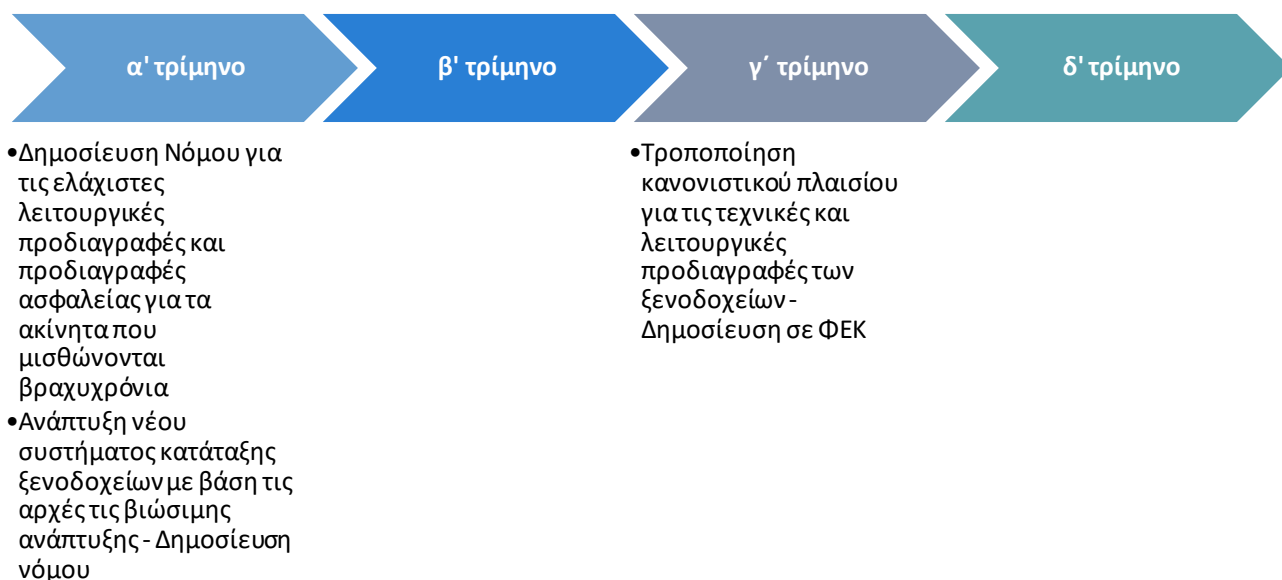 α' τρίμηνο
β' τρίμηνο
γ΄ τρίμηνο
δ' τρίμηνο
•Δημοσίευση Νόμου για
τις ελάχιστες
λειτουργικές
προδιαγραφές και
προδιαγραφές
ασφαλείας για τα
ακίνητα που
μισθώνονται
βραχυχρόνια
•Ανάπτυξη νέου
συστήματος κατάταξης
ξενοδοχείων με βάση τις
αρχές τις βιώσιμης
ανάπτυξης - Δημοσίευση
νόμου
•Τροποποίηση
κανονιστικού πλαισίου
για τις τεχνικές και
λειτουργικές
προδιαγραφές των
ξενοδοχείων -
Δημοσίευση σε ΦΕΚ